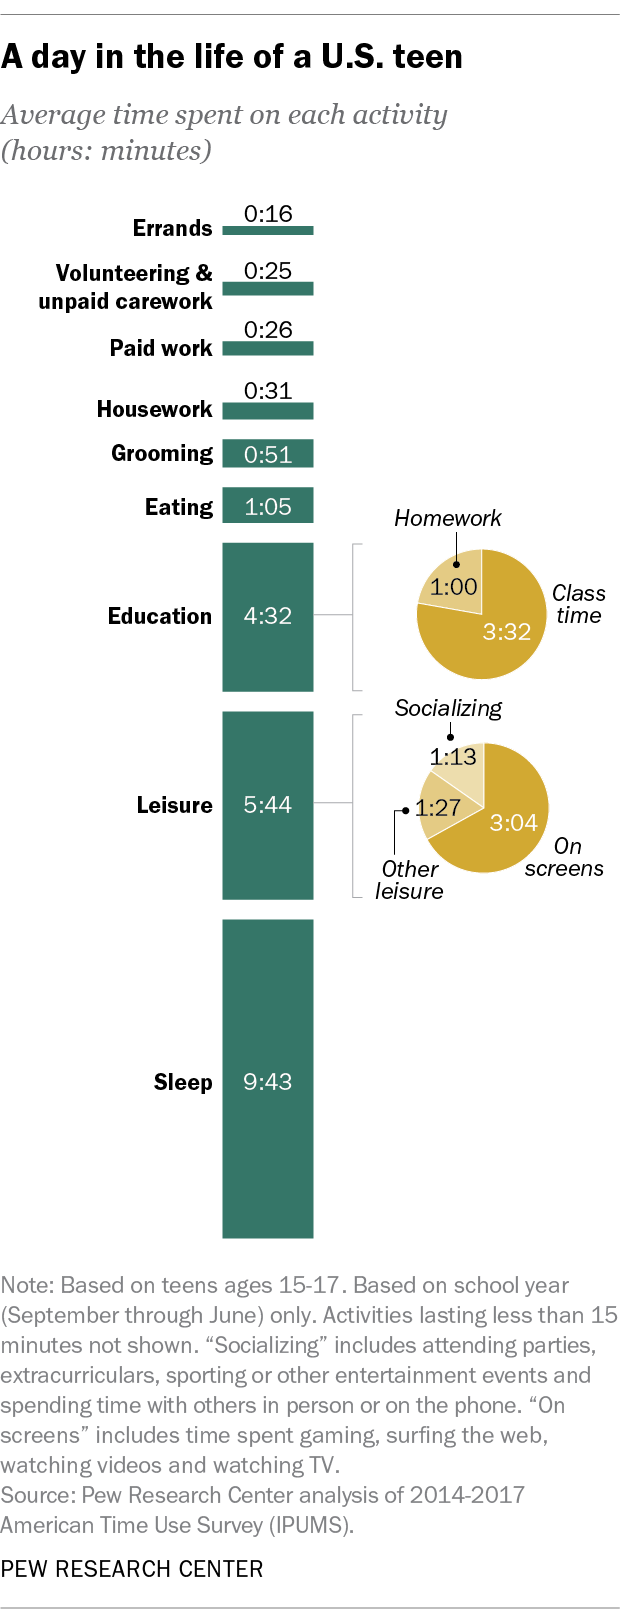 A day in the life of a U.S. teen
Average time spent on each activity
(hours: minutes)
0:16
Errands
Volunteering &
unpaid carework
0:25
0:26
Paid work
0:31
Housework
Grooming
0:51
Eating
1:05
Education
4:32
Homework
1:00
Class
time
3:32
Leisure
5:44
Socializing
1:13
1:27
3:04
Other
leisure
On
screens
Sleep
9:43
Note: Based on teens ages 15-17. Based on school year
(September through June) only. Activities lasting less than 15
minutes not shown. “Socializing” includes attending parties,
extracurriculars, sporting or other entertainment events and
spending time with others in person or on the phone. “On
screens” includes time spent gaming, surfing the web,
watching videos and watching TV.
Source: Pew Research Center analysis of 2014-2017
American Time Use Survey (IPUMS).
PEW RESEARCH CENTER